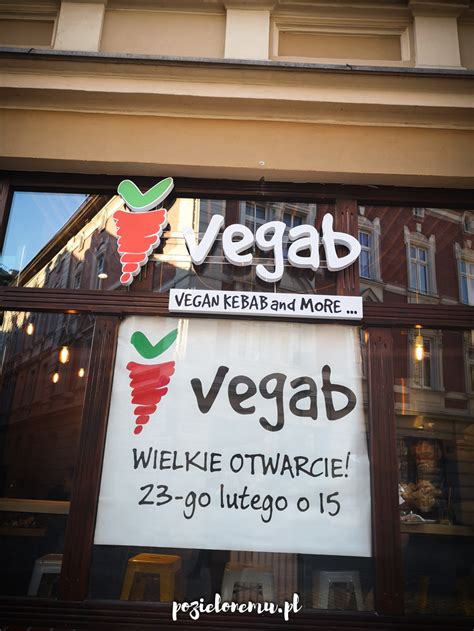 vegab
VEGAN KEBAB and MORE ...
vegab
WIELKIE OTWARCIE!
23-go lutego o 15
pozielonemu.pl